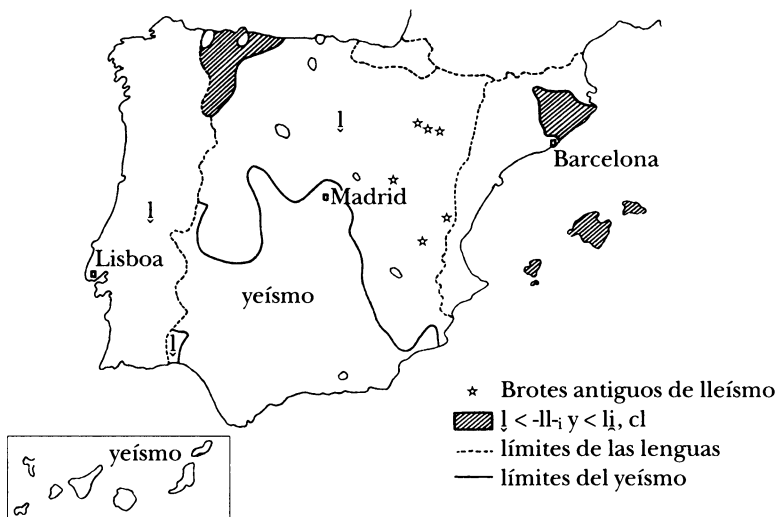 ḽ
Barcelona
Madrid
ḽ
Lisboa
yeísmo
ḽ
☆ Brotes antiguos de lleísmo
ḽ < -ll-ᵢ y < li̯, cl
límites de las lenguas
límites del yeísmo
yeísmo